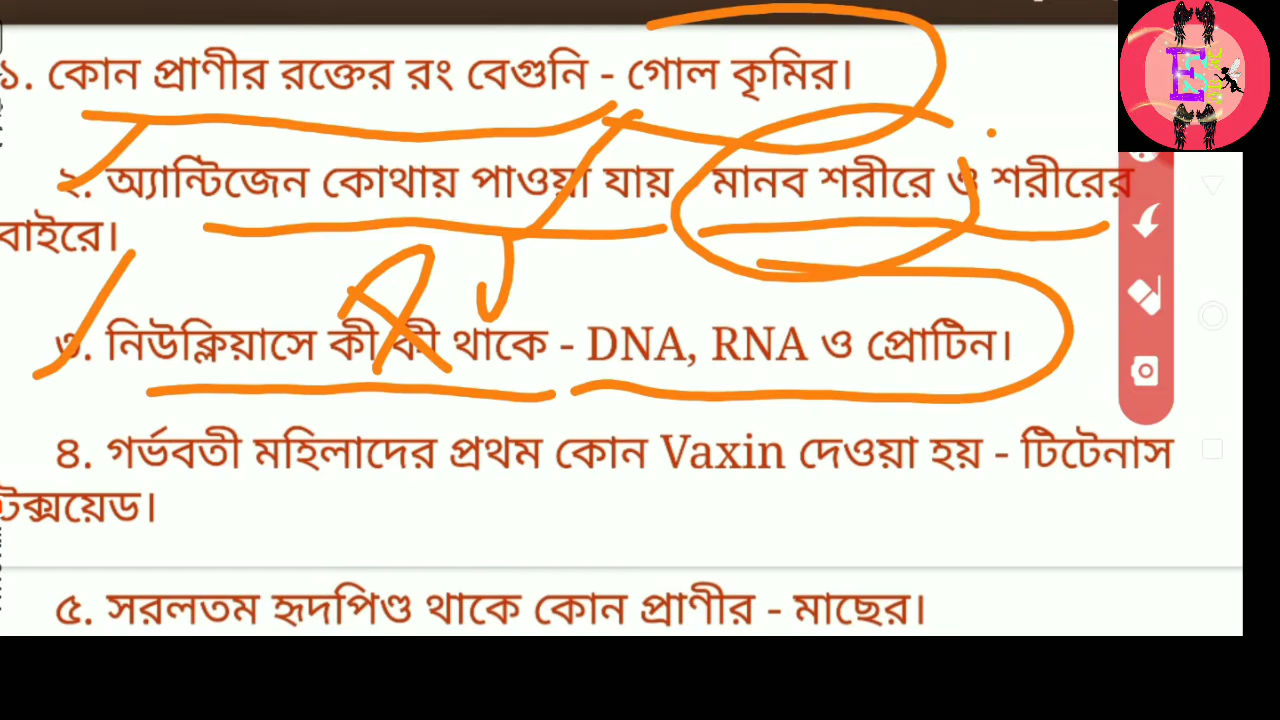 ১. কোন প্রাণীর রক্তের রং বেগুনি - গোল কৃমির।
২. অ্যান্টিজেন কোথায় পাওয়া যায় মানব শরীরে ও শরীরের
বাইরে।
৩. নিউক্লিয়াসে কী কী থাকে - DNA, RNA ও প্রোটিন।
৪. গর্ভবতী মহিলাদের প্রথম কোন Vaxin দেওয়া হয় - টিটেনাস
টক্সয়েড।
৫. সরলতম হৃদপিণ্ড থাকে কোন প্রাণীর - মাছের।